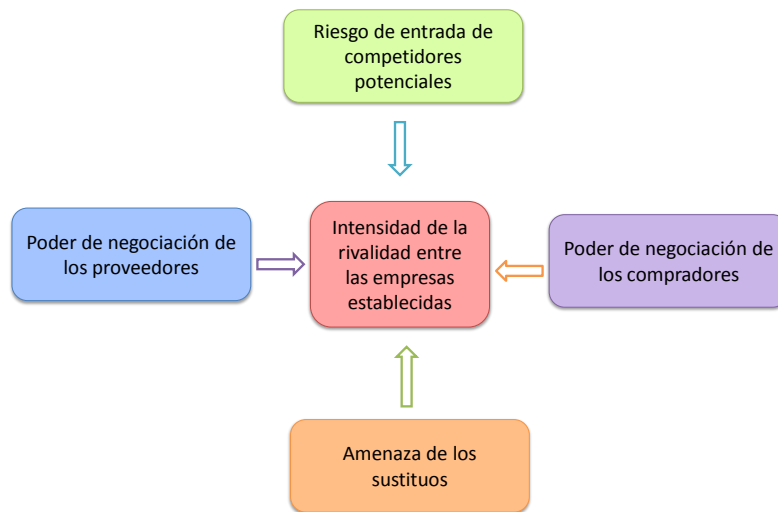 Riesgo de entrada de
competidores
potenciales
Poder de negociación de
los proveedores
Intensidad de la
rivalidad entre
las empresas
establecidas
Poder de negociación de
los compradores
Amenaza de los
sustituos